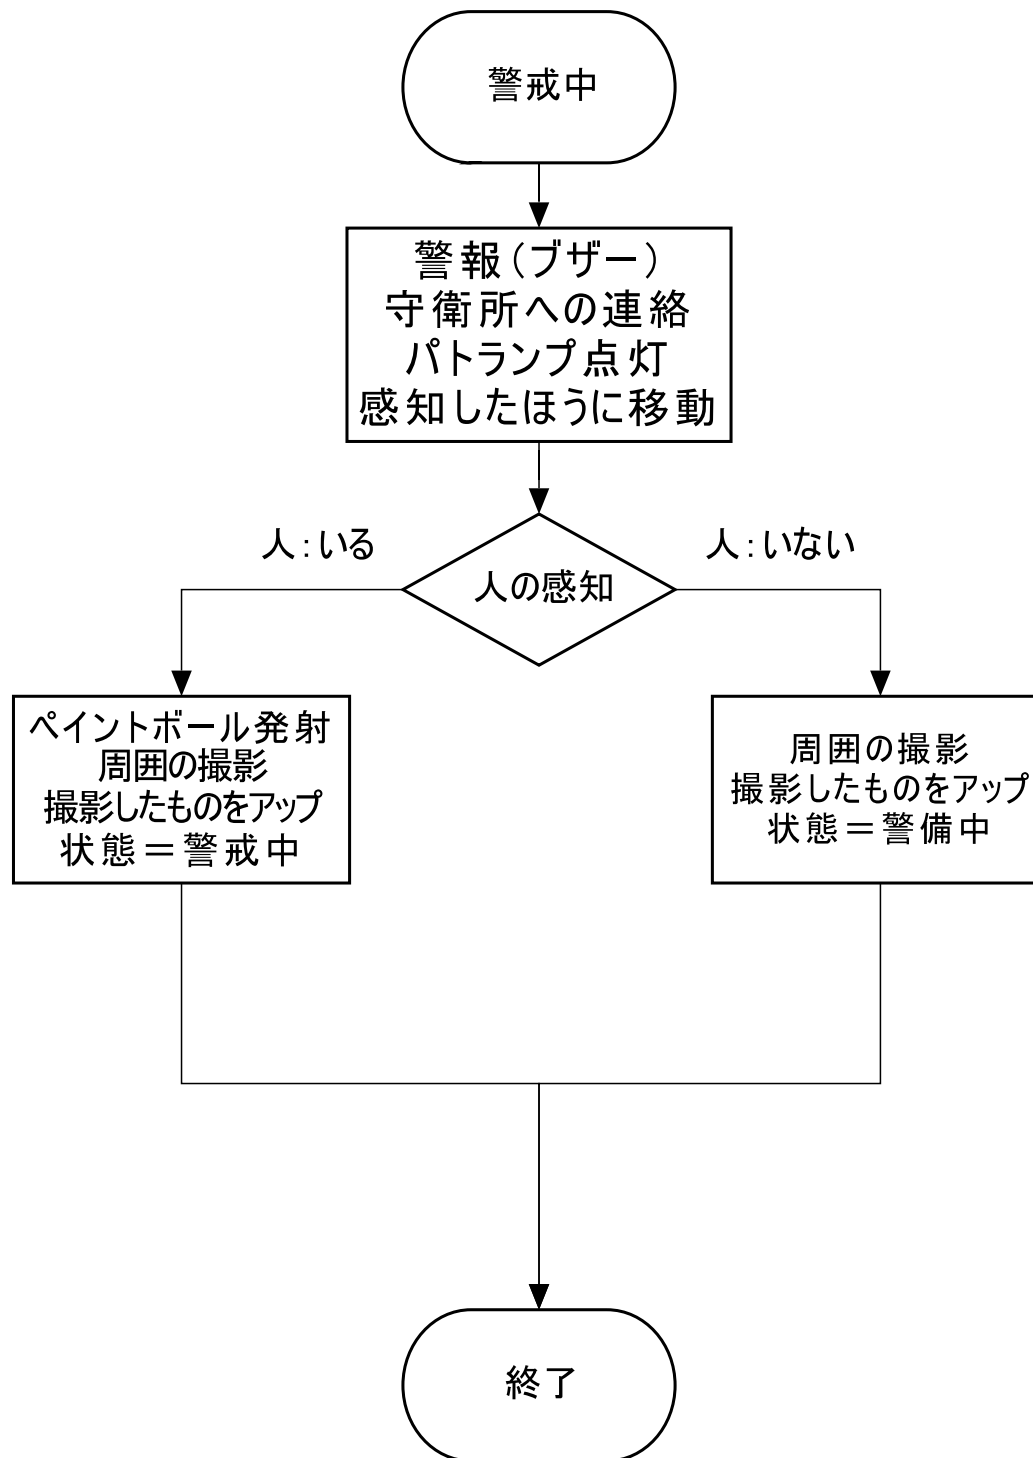 警戒中
警報(ブザー)
守衛所への連絡
パトランプ点灯
感知したほうに移動
人:いる
人:いない
人の感知
ペイントボール発射
周囲の撮影
撮影したものをアップ
状態=警戒中
周囲の撮影
撮影したものをアップ
状態=警備中
終了